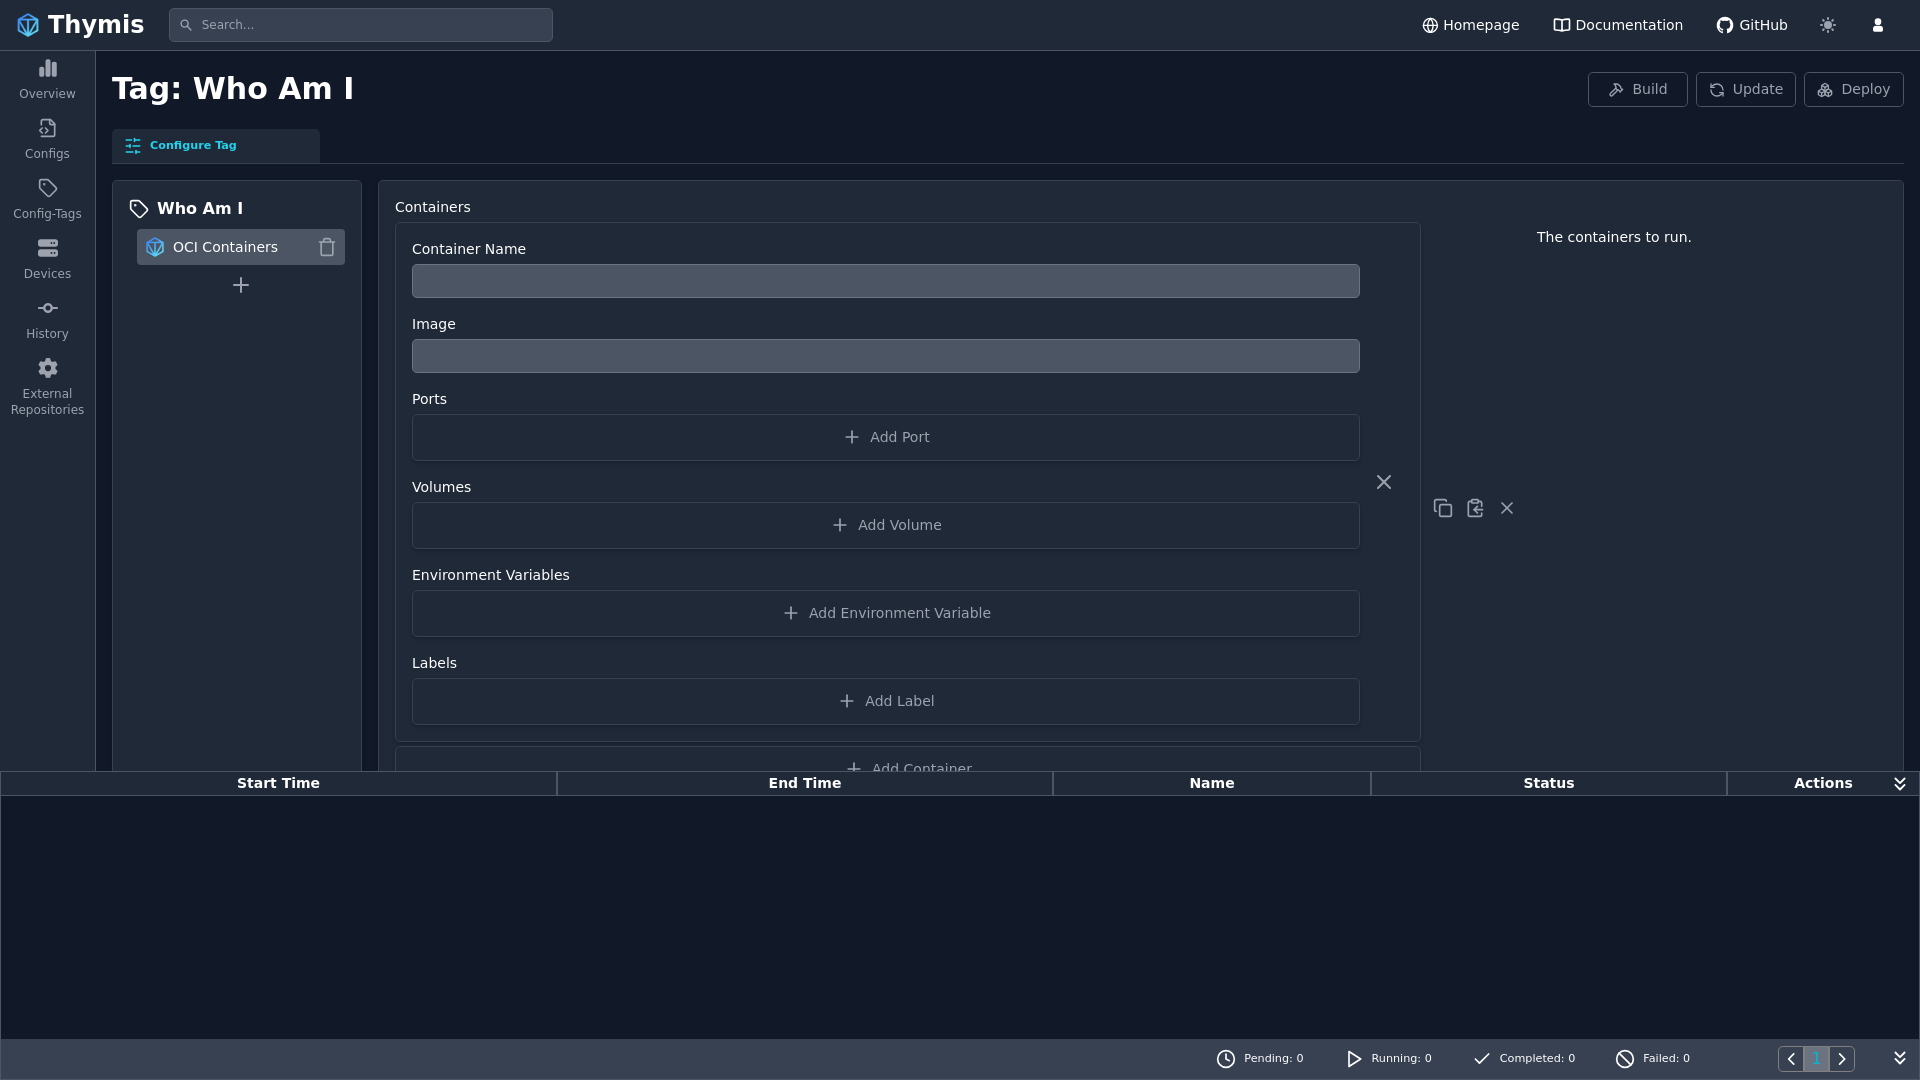 Thymis
Search...
Homepage
Documentation
GitHub
Overview
Configs
Config-Tags
Devices
History
External
Repositories
Tag: Who Am I
Build
Update
Deploy
Configure Tag
Who Am I
OCI Containers
Containers
The containers to run.
Container Name
Image
Ports
Add Port
Volumes
Add Volume
Environment Variables
Add Environment Variable
Labels
Add Label
Add Container
Start Time
End Time
Name
Status
Actions
Pending: 0
Running: 0
Completed: 0
Failed: 0
1